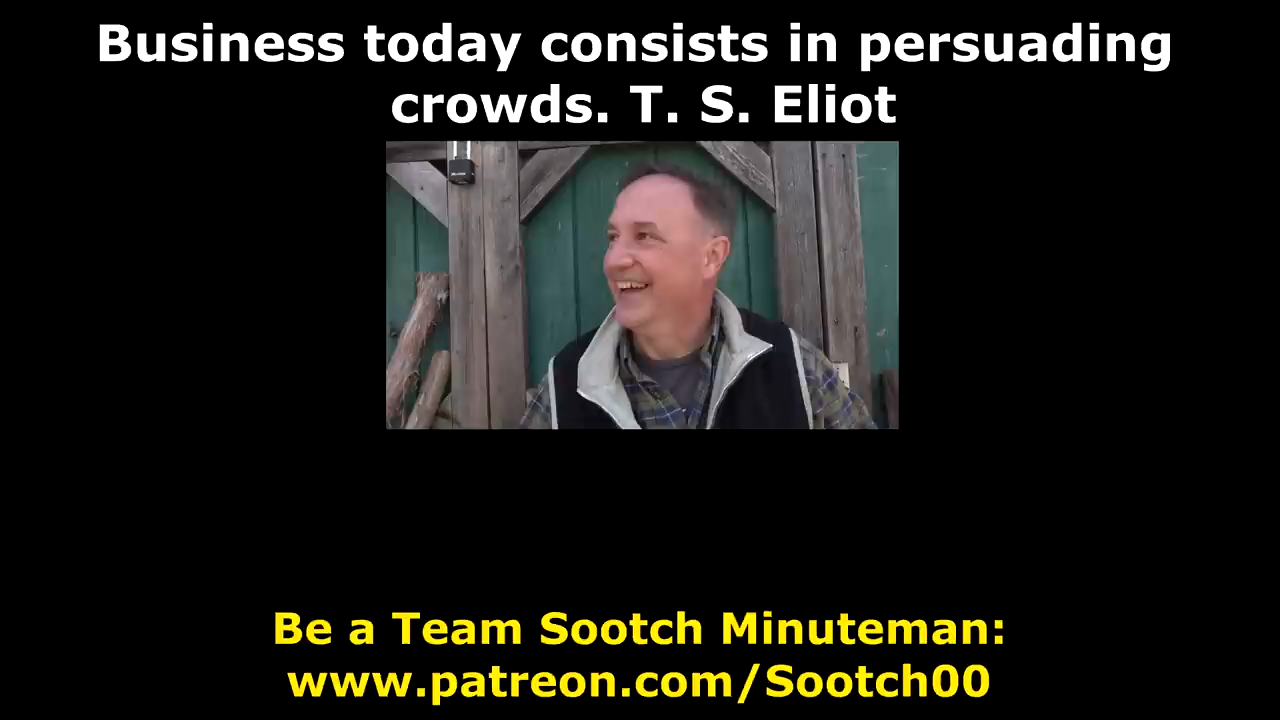 Business today consists in persuading
crowds. T. S. Eliot
Be a Team Sootch Minuteman:
www.patreon.com/Sootch00